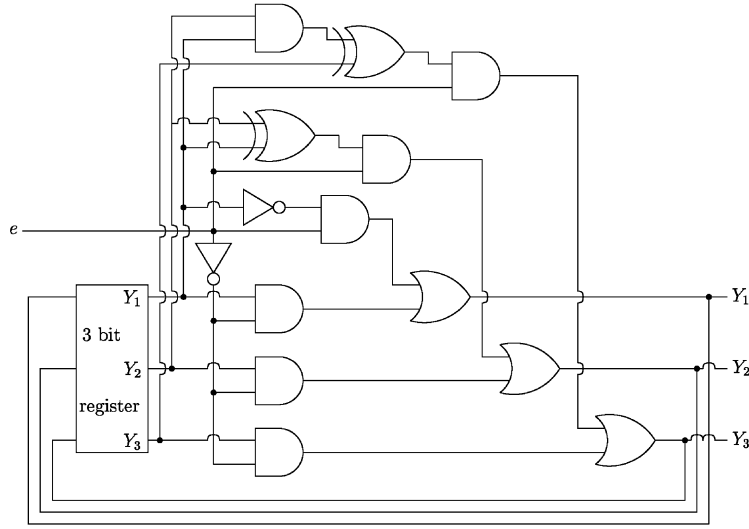 e
Y₁
3 bit
Y₂
register
Y₃
Y₁
Y₂
Y₃